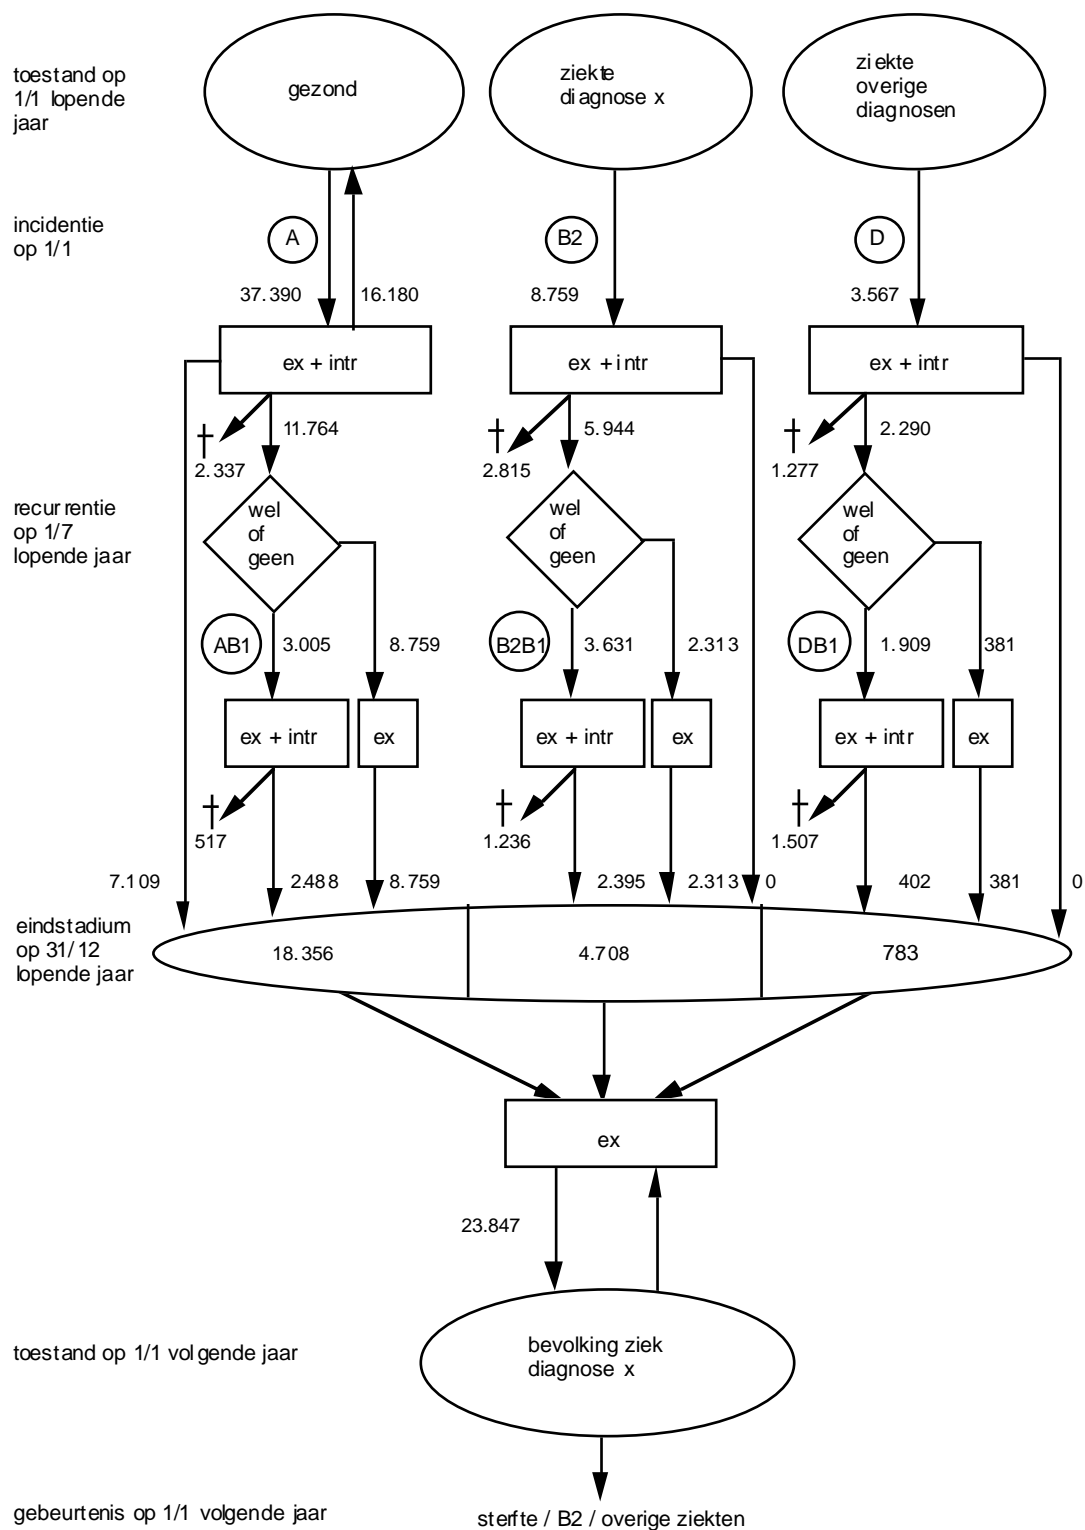 toestand op
1/1 lopende
jaar
gezond
ziekte
diagnose x
ziekte
overige
diagnosen
incidentie
op 1/1
A
B2
D
37.390
16.180
8.759
3.567
ex + intr
ex + intr
ex + intr
11.764
5.944
2.290
†
2.337
†
2.815
†
1.277
recurrentie
op 1/7
lopende jaar
wel
of
geen
wel
of
geen
wel
of
geen
AB1
3.005
8.759
B2B1
3.631
2.313
DB1
1.909
381
ex + intr
ex
ex + intr
ex
ex + intr
ex
†
517
†
1.236
†
1.507
7.109
2.488
8.759
2.395
2.313
0
402
381
0
eindstadium
op 31/12
lopende jaar
18.356
4.708
783
ex
23.847
toestand op 1/1 volgende jaar
bevolking ziek
diagnose x
gebeurtenis op 1/1 volgende jaar
sterfte / B2 / overige ziekten